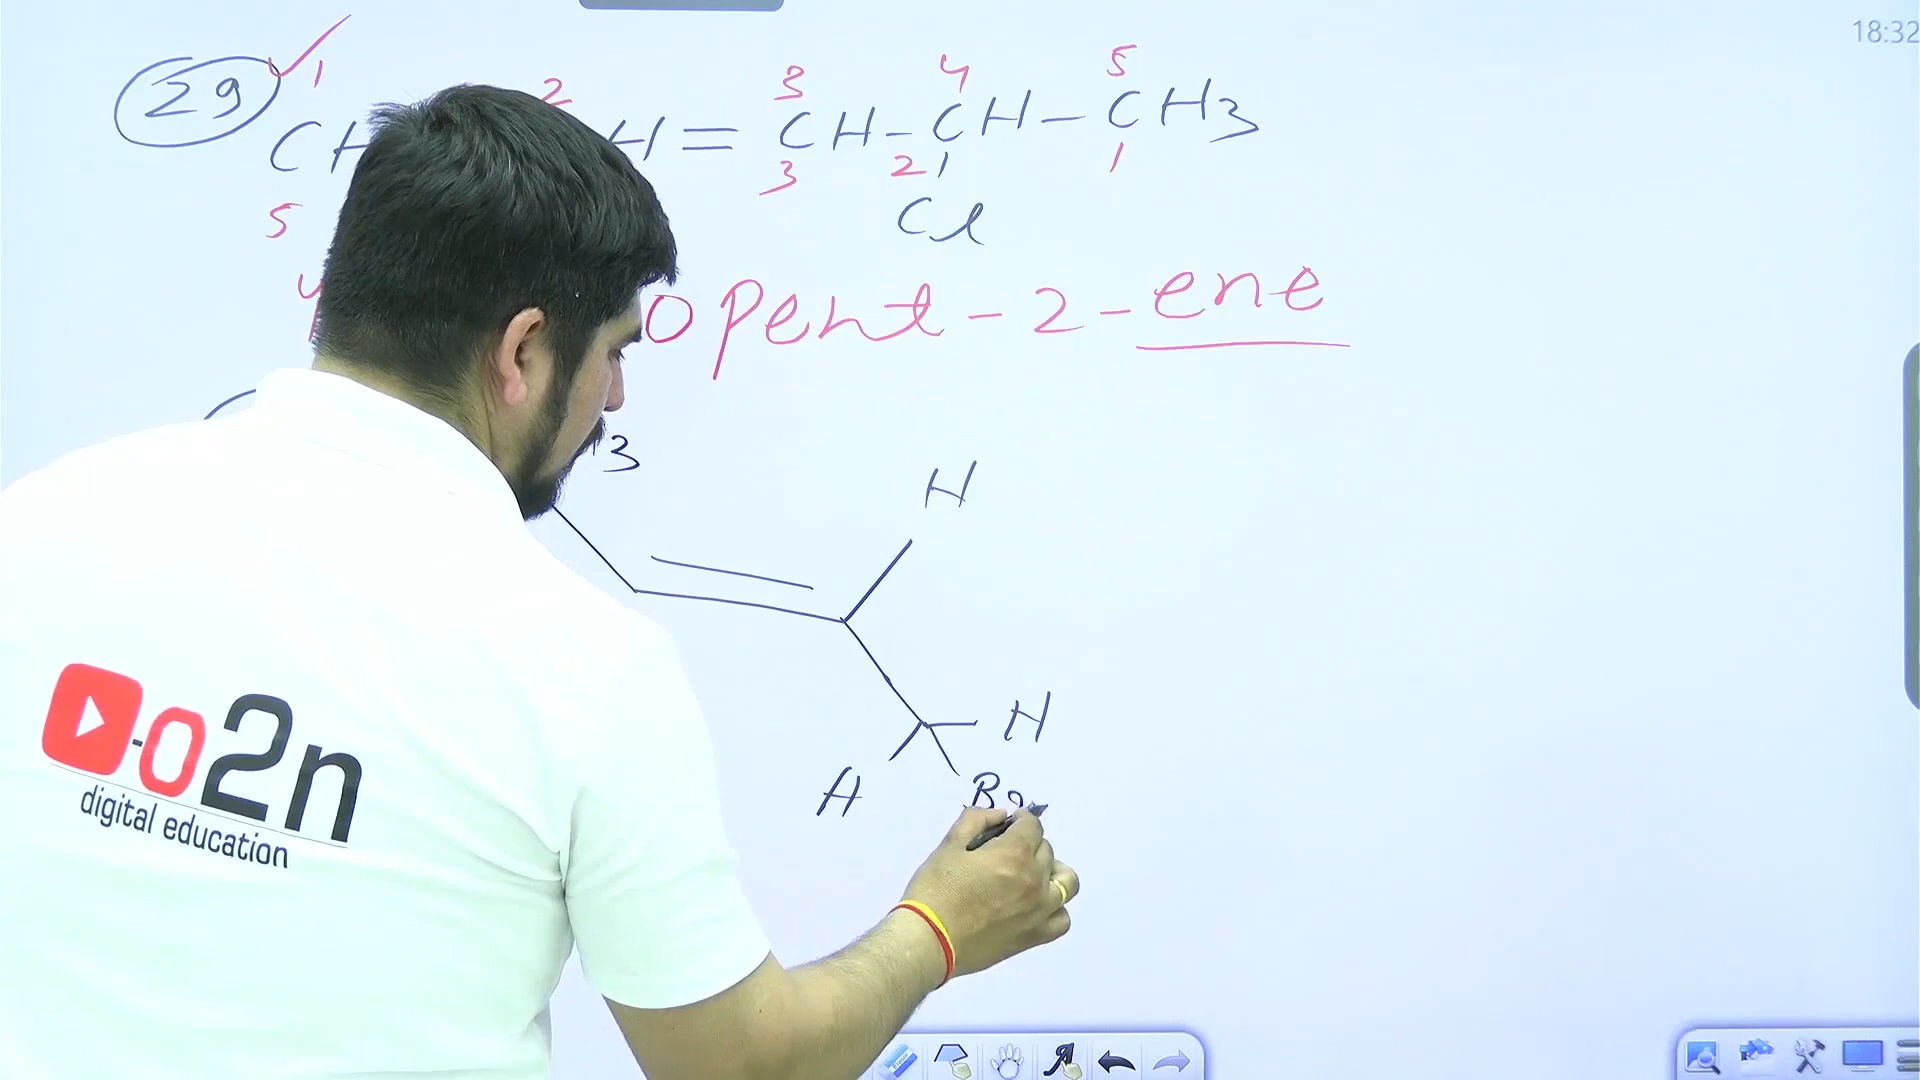 18:32
29 1 2 3 4 5
CH H = CH - CH - CH3
5 3 2 1
Cl
4 o pent - 2 - ene
3
H
H
H Br
o2n
digital education